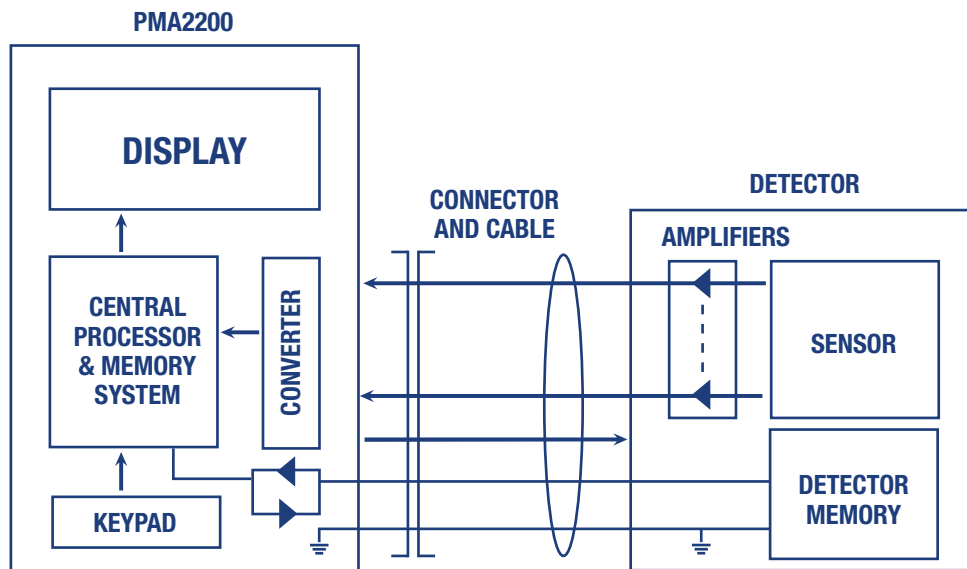 PMA2200
DISPLAY
CENTRAL
PROCESSOR
& MEMORY
SYSTEM
CONVERTER
KEYPAD
CONNECTOR
AND CABLE
DETECTOR
AMPLIFIERS
SENSOR
DETECTOR
MEMORY